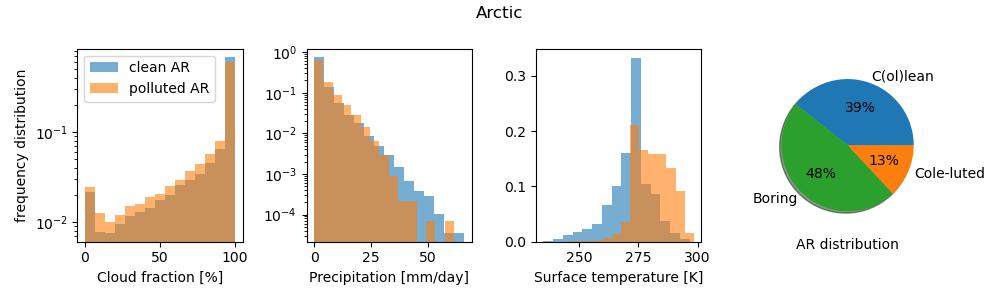 Arctic
frequency distribution
10⁻¹
10⁻²
clean AR
polluted AR
0
50
100
Cloud fraction [%]
10⁰
10⁻¹
10⁻²
10⁻³
10⁻⁴
0
25
50
Precipitation [mm/day]
0.3
0.2
0.1
0.0
250
275
300
Surface temperature [K]
C(ol)lean
39%
13%
48%
Cole-luted
Boring
AR distribution